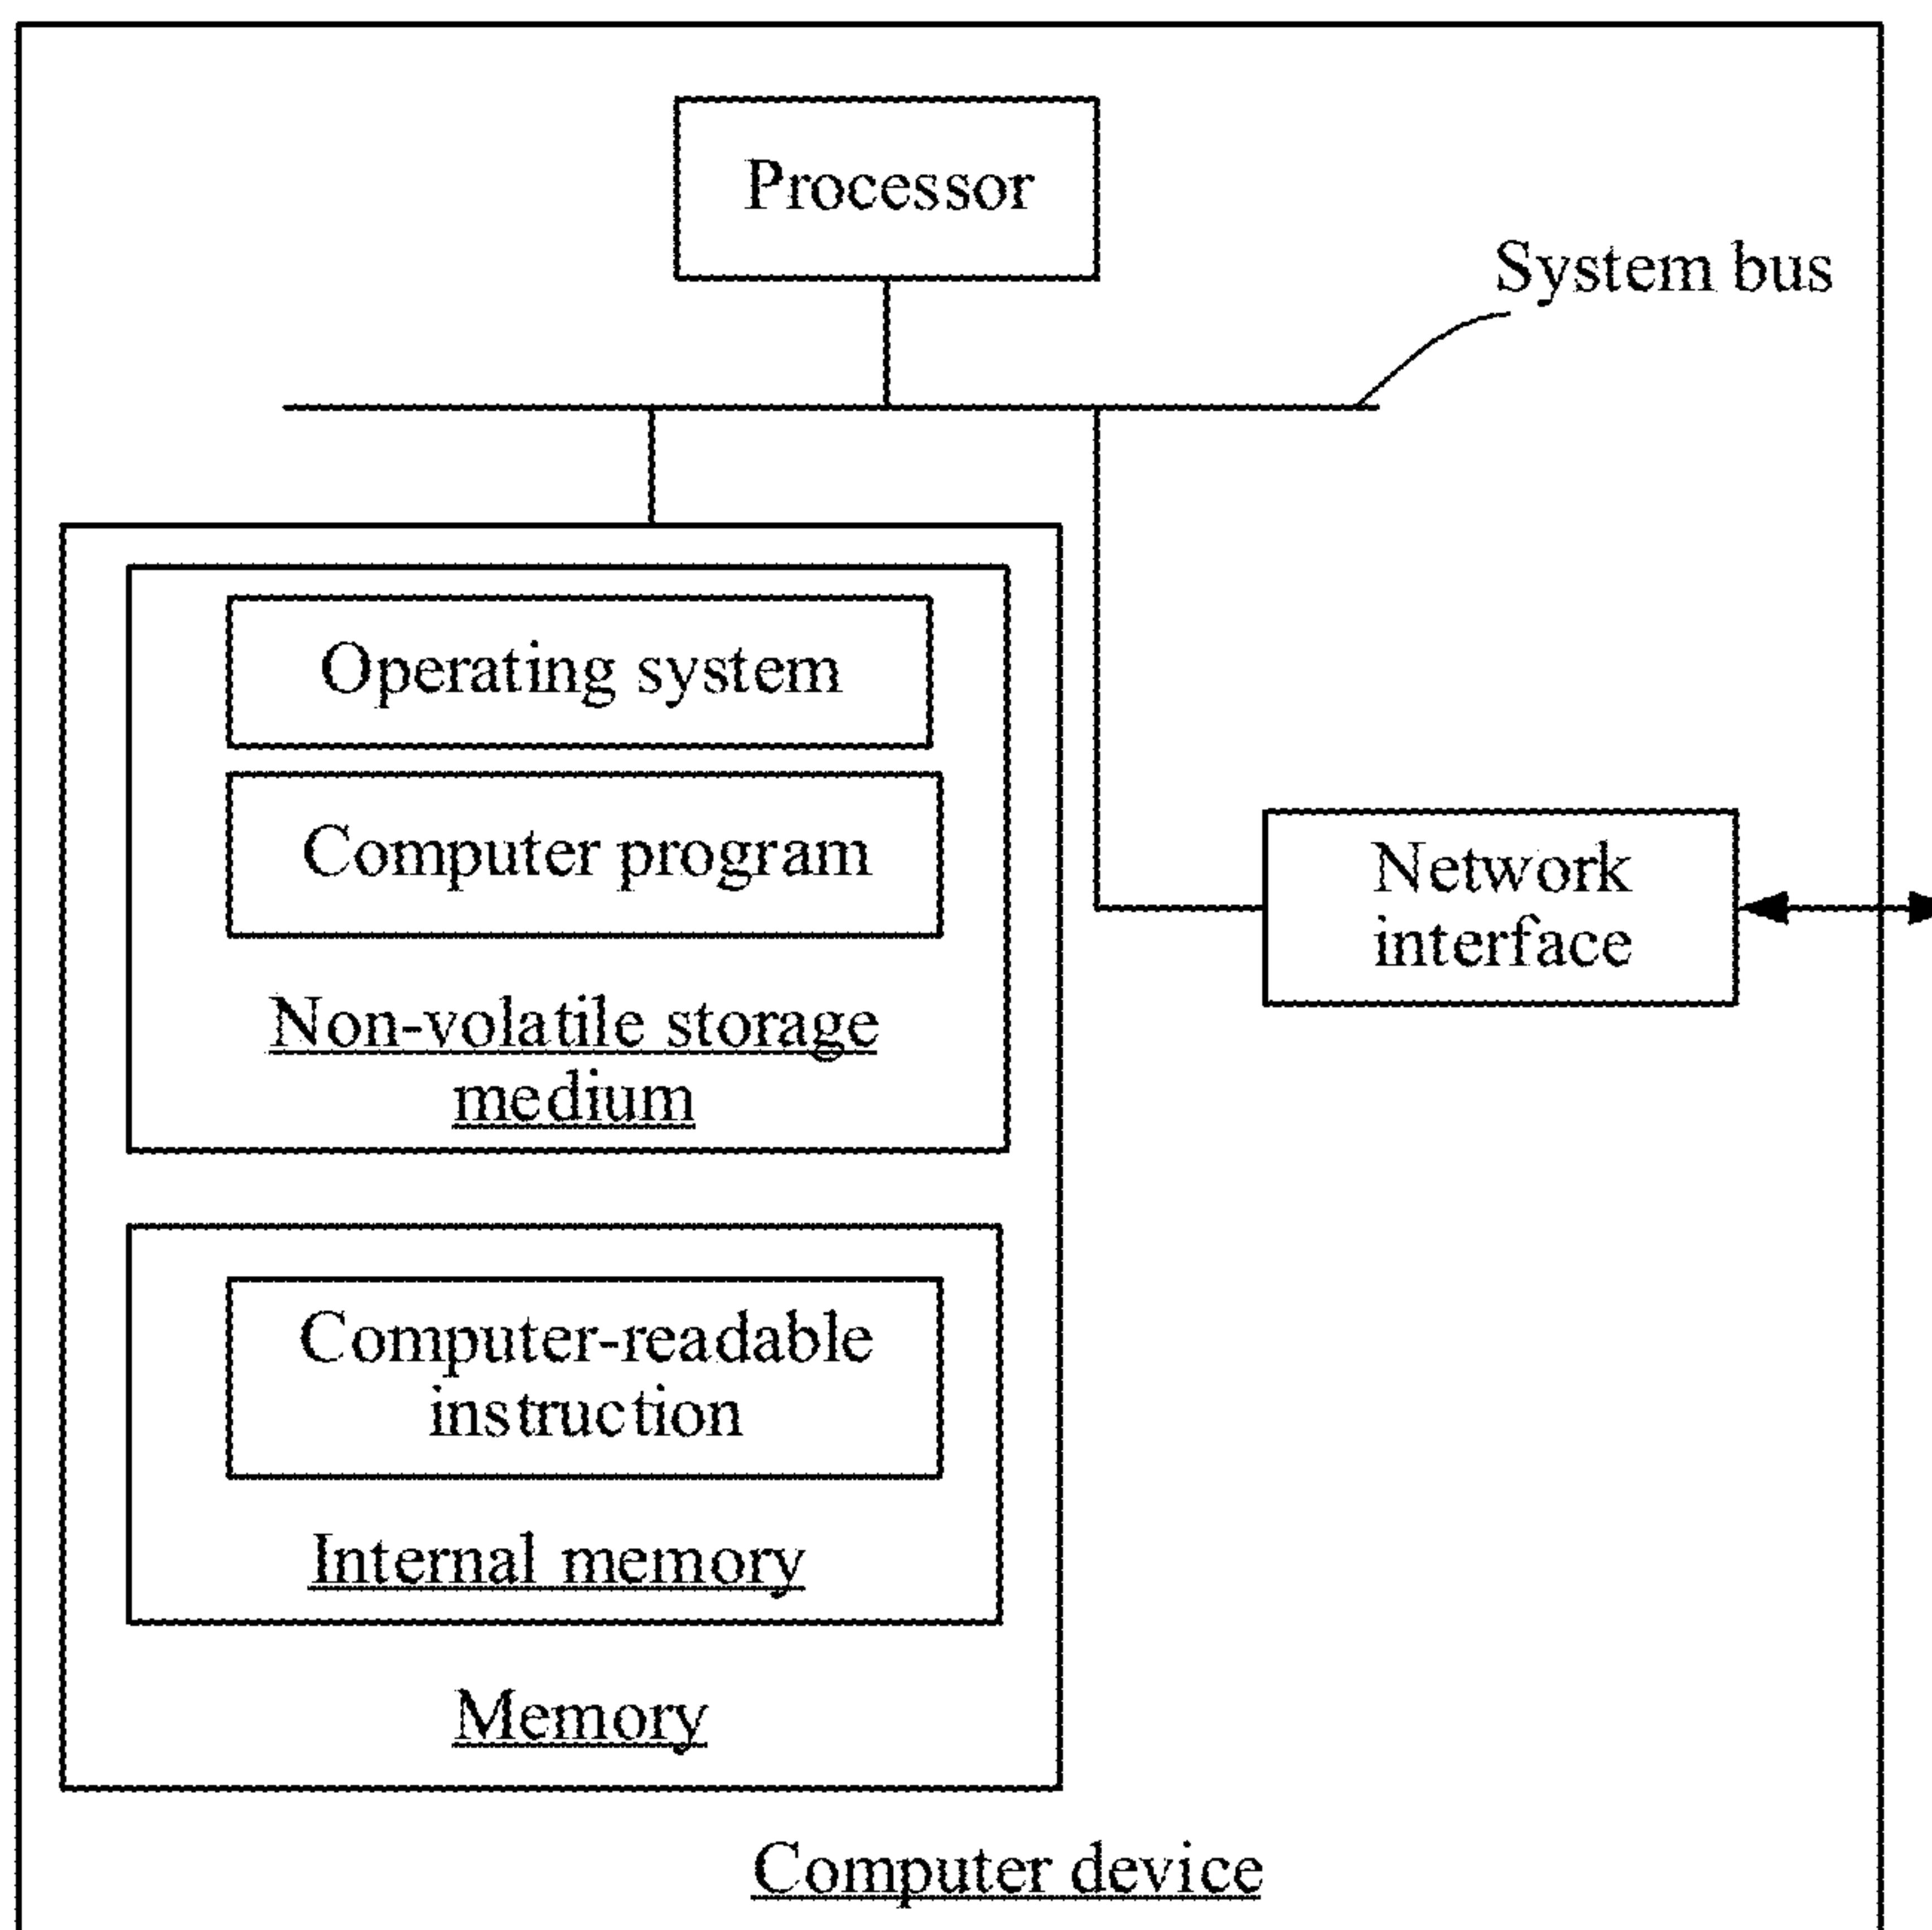 Processor
System bus
Operating system
Computer program
Non-volatile storage
medium
Network
interface
Computer-readable
instruction
Internal memory
Memory
Computer device